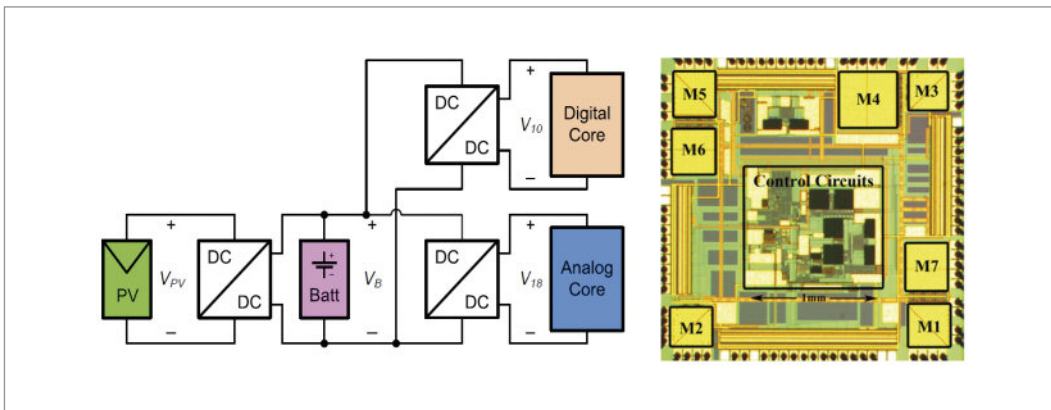 DC
DC
+
V10
−
Digital
Core
PV
+
VPV
−
DC
DC
Batt
+
-
+
VB
−
DC
DC
+
V18
−
Analog
Core
M5
M4
M3
M6
Control Circuits
M7
1mm
M2
M1